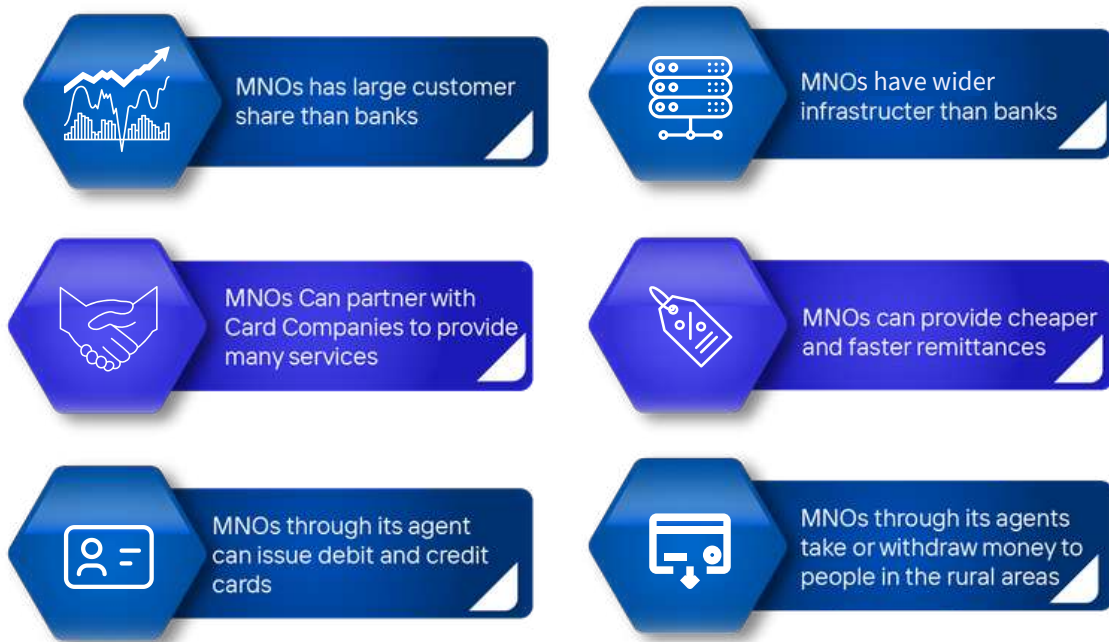 MNOs has large customer
share than banks
MNOs have wider
infrastructer than banks
MNOs Can partner with
Card Companies to provide
many services
MNOs can provide cheaper
and faster remittances
MNOs through its agent
can issue debit and credit
cards
MNOs through its agents
take or withdraw money to
people in the rural areas